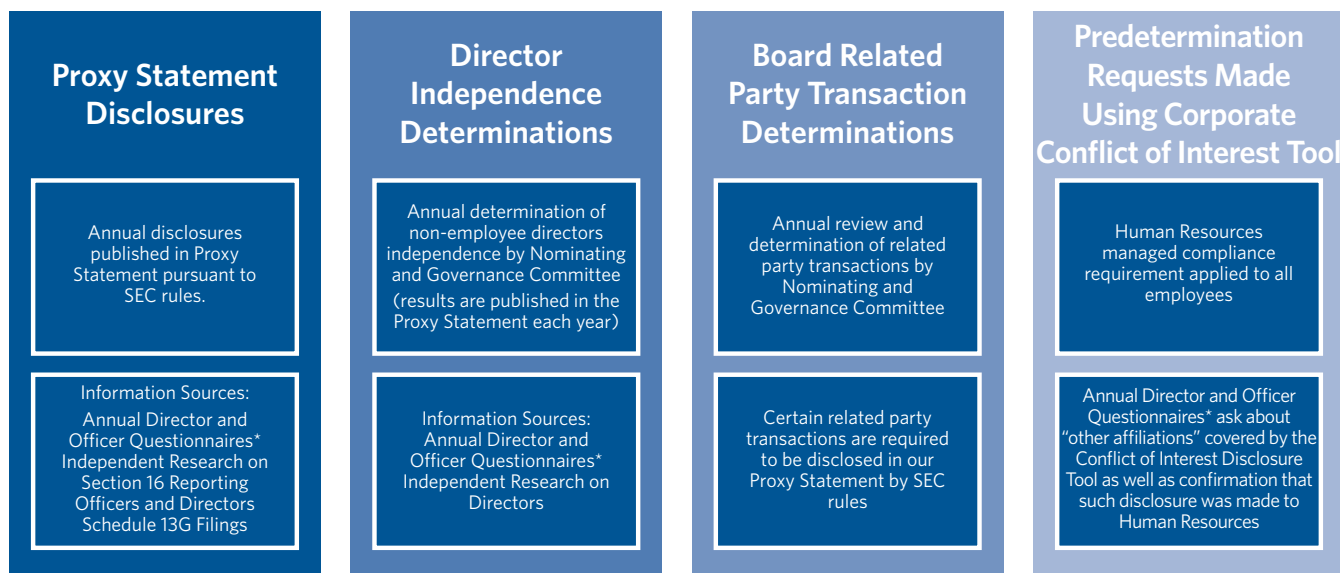 Proxy Statement
Disclosures
Annual disclosures
published in Proxy
Statement pursuant to
SEC rules.
Information Sources:
Annual Director and
Officer Questionnaires*
Independent Research on
Section 16 Reporting
Officers and Directors
Schedule 13G Filings
Director
Independence
Determinations
Annual determination of
non-employee directors
independence by Nominating
and Governance Committee
(results are published in the
Proxy Statement each year)
Information Sources:
Annual Director and
Officer Questionnaires*
Independent Research on
Directors
Board Related
Party Transaction
Determinations
Annual review and
determination of related
party transactions by
Nominating and
Governance Committee
Certain related party
transactions are required
to be disclosed in our
Proxy Statement by SEC
rules
Predetermination
Requests Made
Using Corporate
Conflict of Interest Tool
Human Resources
managed compliance
requirement applied to all
employees
Annual Director and Officer
Questionnaires* ask about
“other affiliations” covered by the
Conflict of Interest Disclosure
Tool as well as confirmation that
such disclosure was made to
Human Resources